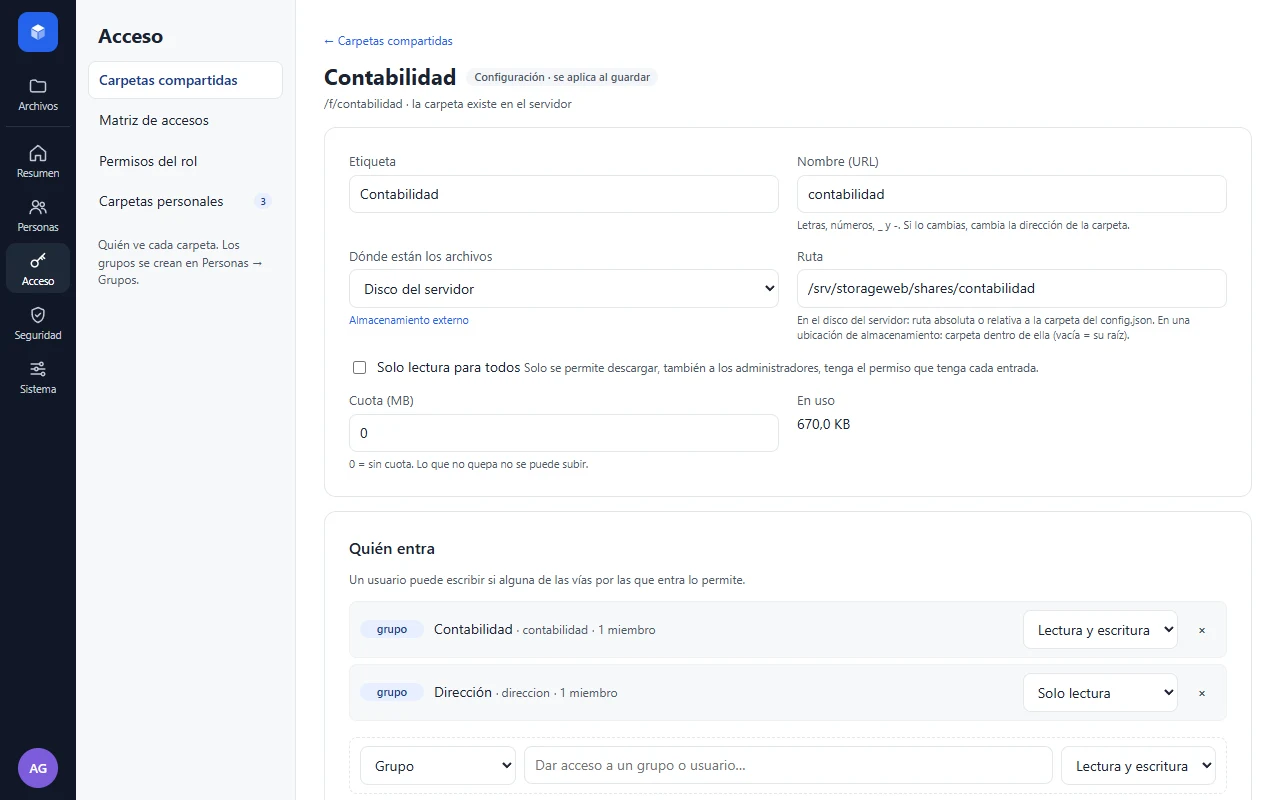 Archivos
Resumen
Personas
Acceso
Seguridad
Sistema
AG
Acceso
Carpetas compartidas
Matriz de accesos
Permisos del rol
Carpetas personales 3
Quién ve cada carpeta. Los
grupos se crean en Personas →
Grupos.
← Carpetas compartidas
Contabilidad Configuración · se aplica al guardar
/f/contabilidad · la carpeta existe en el servidor
Etiqueta
Contabilidad
Nombre (URL)
contabilidad
Letras, números, _ y -. Si lo cambias, cambia la dirección de la carpeta.
Dónde están los archivos
Disco del servidor
Almacenamiento externo
Ruta
/srv/storageweb/shares/contabilidad
En el disco del servidor: ruta absoluta o relativa a la carpeta del config.json. En una
ubicación de almacenamiento: carpeta dentro de ella (vacía = su raíz).
Solo lectura para todos Solo se permite descargar, también a los administradores, tenga el permiso que tenga cada entrada.
Cuota (MB)
0
0 = sin cuota. Lo que no quepa no se puede subir.
En uso
670,0 KB
Quién entra
Un usuario puede escribir si alguna de las vías por las que entra lo permite.
grupo Contabilidad · contabilidad · 1 miembro Lectura y escritura ×
grupo Dirección · direccion · 1 miembro Solo lectura ×
Grupo Dar acceso a un grupo o usuario... Lectura y escritura